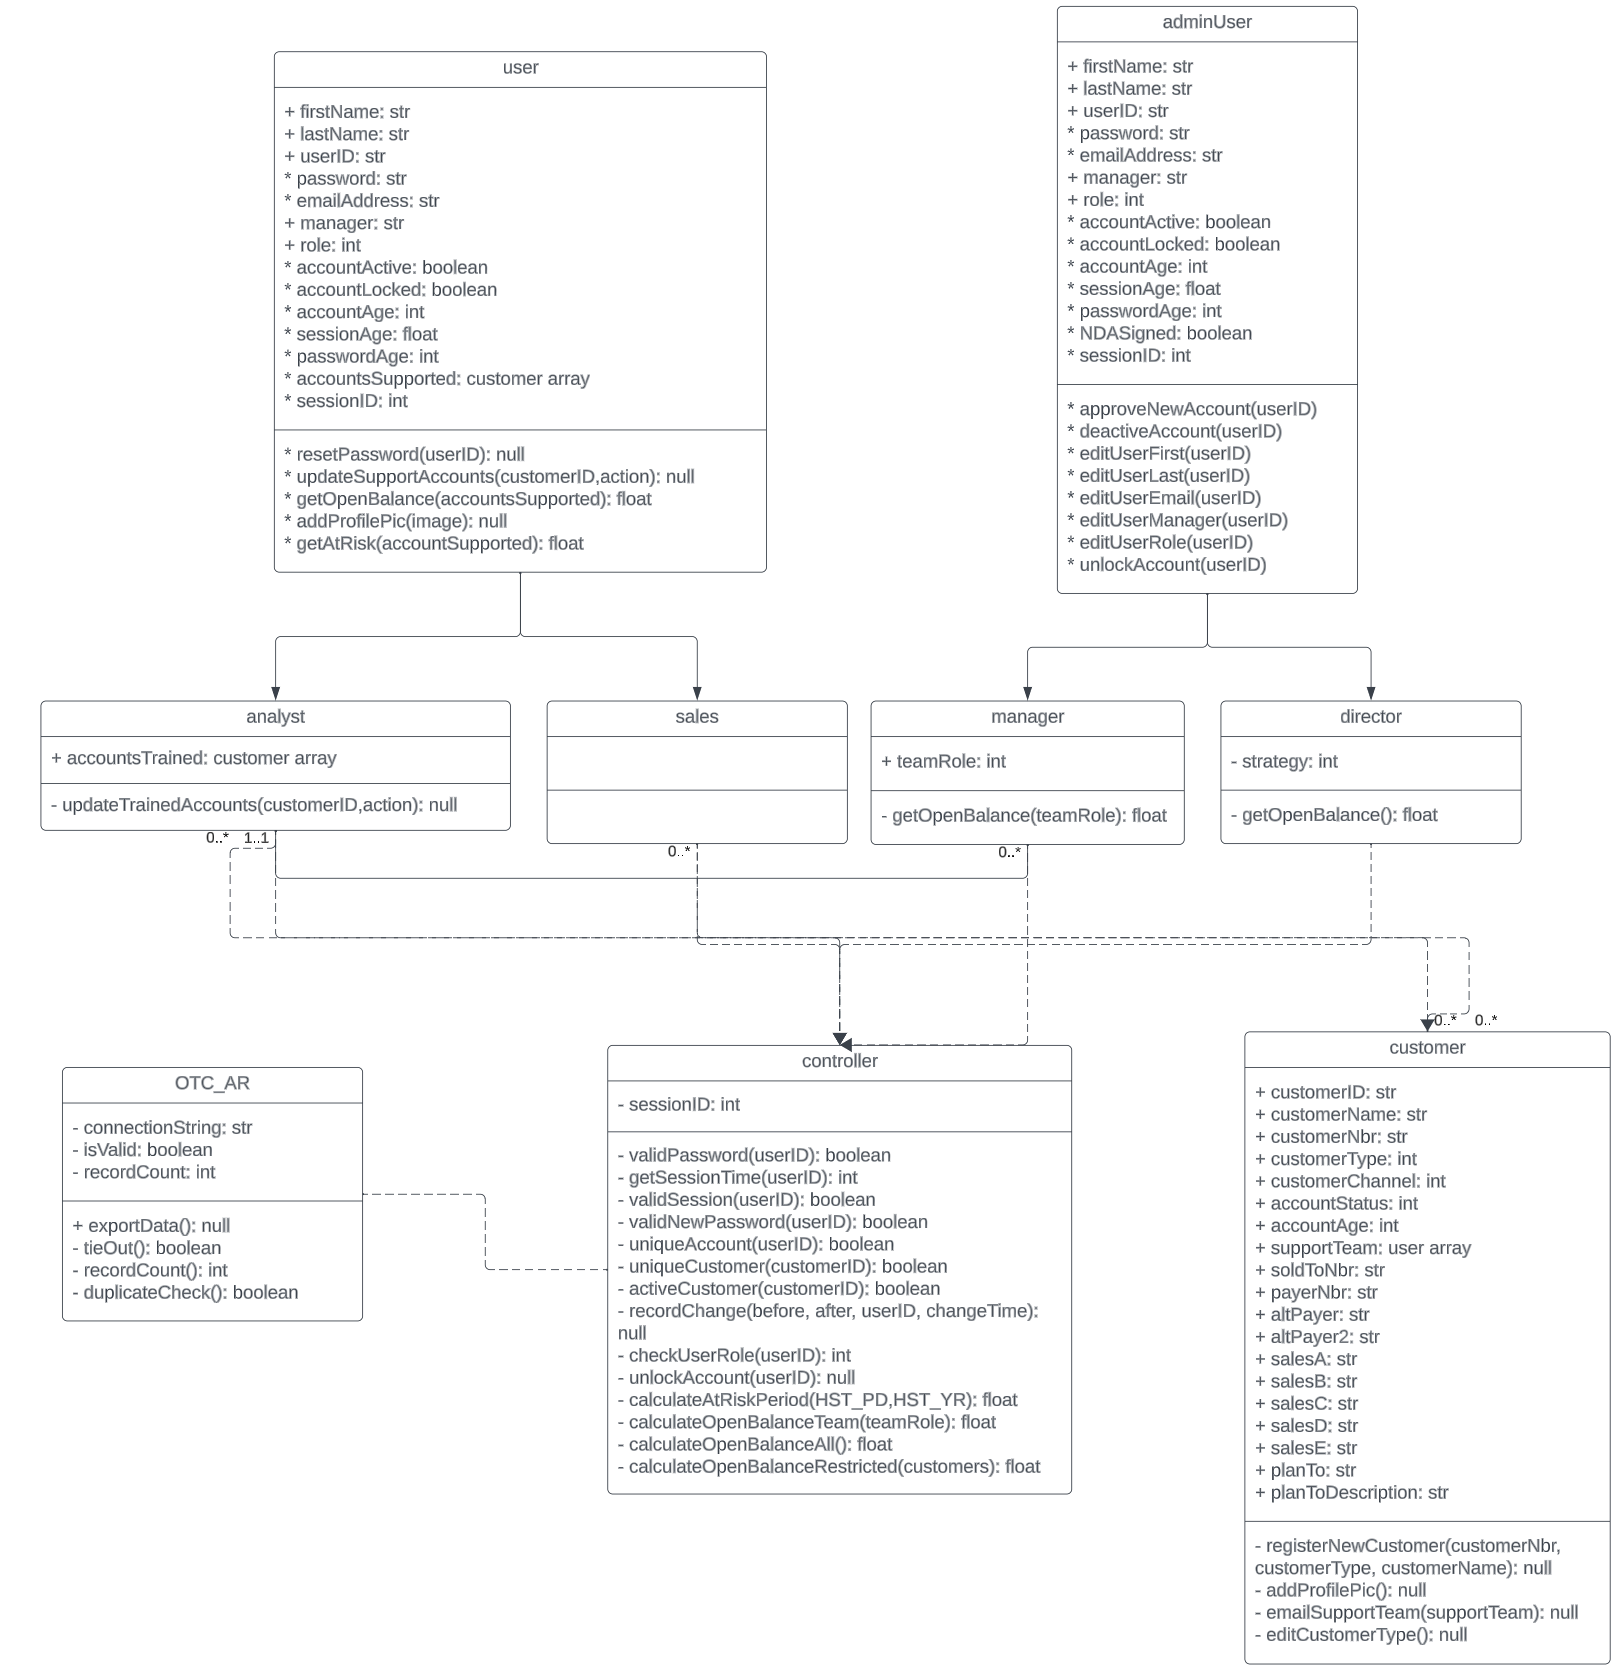 user
+ firstName: str
+ lastName: str
+ userID: str
* password: str
* emailAddress: str
+ manager: str
+ role: int
* accountActive: boolean
* accountLocked: boolean
* accountAge: int
* sessionAge: float
* passwordAge: int
* accountsSupported: customer array
* sessionID: int
* resetPassword(userID): null
* updateSupportAccounts(customerID,action): null
* getOpenBalance(accountsSupported): float
* addProfilePic(image): null
* getAtRisk(accountSupported): float
adminUser
+ firstName: str
+ lastName: str
+ userID: str
* password: str
* emailAddress: str
+ manager: str
+ role: int
* accountActive: boolean
* accountLocked: boolean
* accountAge: int
* sessionAge: float
* passwordAge: int
* NDASigned: boolean
* sessionID: int
* approveNewAccount(userID)
* deactiveAccount(userID)
* editUserFirst(userID)
* editUserLast(userID)
* editUserEmail(userID)
* editUserManager(userID)
* editUserRole(userID)
* unlockAccount(userID)
analyst
+ accountsTrained: customer array
- updateTrainedAccounts(customerID,action): null
0..* 1..1
sales
0..*
manager
+ teamRole: int
- getOpenBalance(teamRole): float
0..*
director
- strategy: int
- getOpenBalance(): float
OTC_AR
- connectionString: str
- isValid: boolean
- recordCount: int
+ exportData(): null
- tieOut(): boolean
- recordCount(): int
- duplicateCheck(): boolean
controller
- sessionID: int
- validPassword(userID): boolean
- getSessionTime(userID): int
- validSession(userID): boolean
- validNewPassword(userID): boolean
- uniqueAccount(userID): boolean
- uniqueCustomer(customerID): boolean
- activeCustomer(customerID): boolean
- recordChange(before, after, userID, changeTime):
null
- checkUserRole(userID): int
- unlockAccount(userID): null
- calculateAtRiskPeriod(HST_PD,HST_YR): float
- calculateOpenBalanceTeam(teamRole): float
- calculateOpenBalanceAll(): float
- calculateOpenBalanceRestricted(customers): float
0..* 0..*
customer
+ customerID: str
+ customerName: str
+ customerNbr: str
+ customerType: int
+ customerChannel: int
+ accountStatus: int
+ accountAge: int
+ supportTeam: user array
+ soldToNbr: str
+ payerNbr: str
+ altPayer: str
+ altPayer2: str
+ salesA: str
+ salesB: str
+ salesC: str
+ salesD: str
+ salesE: str
+ planTo: str
+ planToDescription: str
- registerNewCustomer(customerNbr,
customerType, customerName): null
- addProfilePic(): null
- emailSupportTeam(supportTeam): null
- editCustomerType(): null